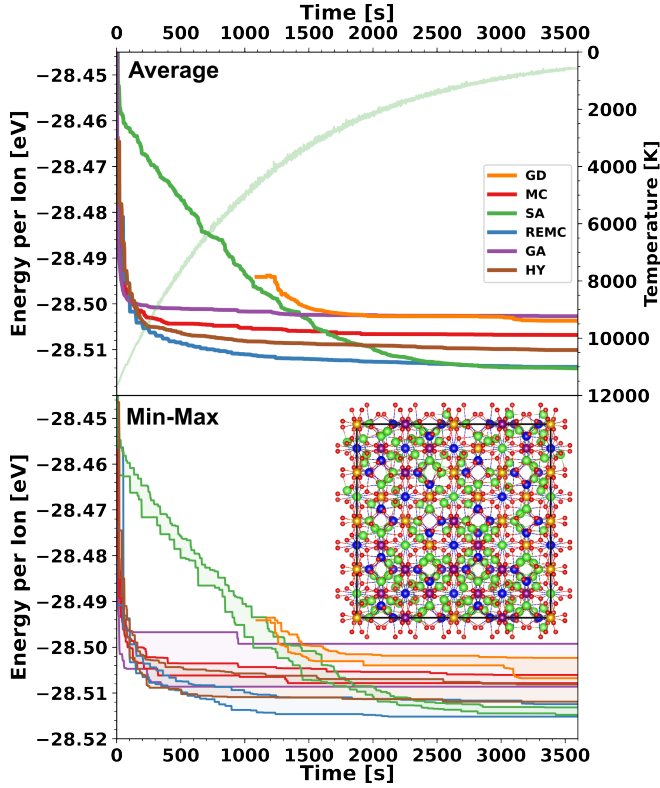 Time [s]
0 500 1000 1500 2000 2500 3000 3500
Average
Energy per Ion [eV]
−28.45
−28.46
−28.47
−28.48
−28.49
−28.50
−28.51
0
2000
4000
6000
8000
10000
12000
Temperature [K]
GD
MC
SA
REMC
GA
HY
Min-Max
Energy per Ion [eV]
−28.45
−28.46
−28.47
−28.48
−28.49
−28.50
−28.51
−28.52
0 500 1000 1500 2000 2500 3000 3500
Time [s]